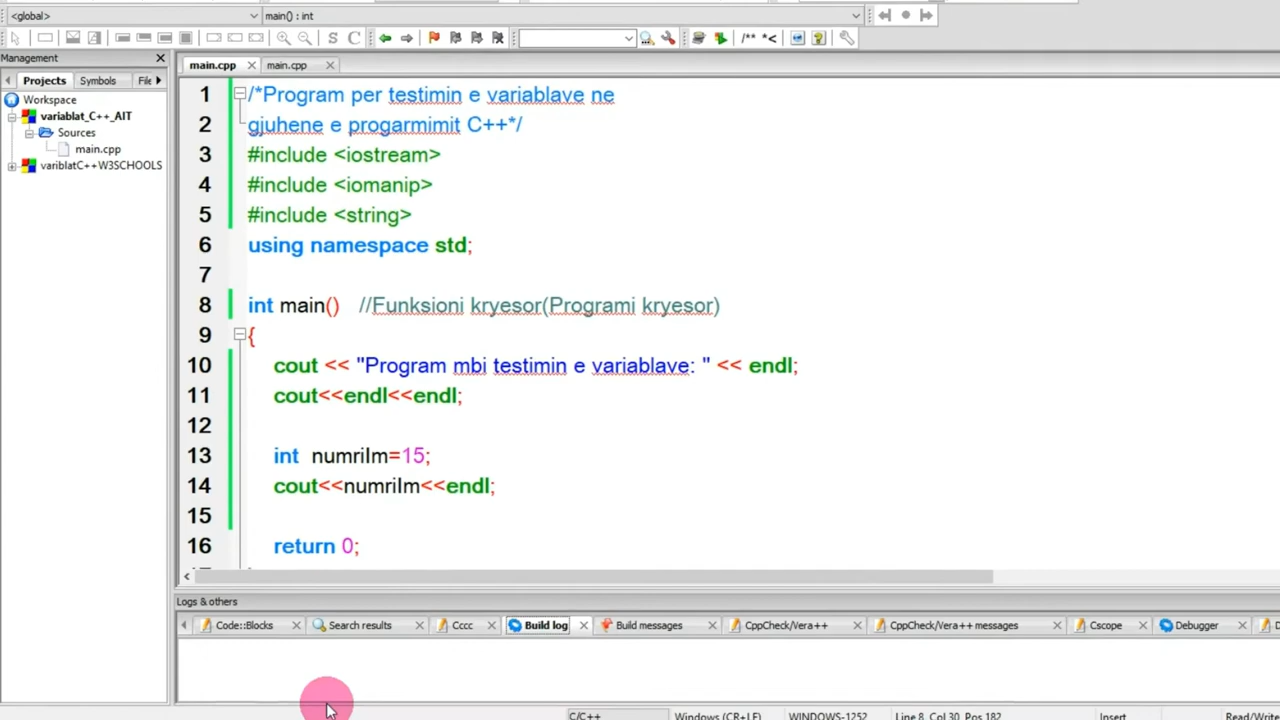 <global>
main() : int
S C
/** *<
Management
main.cpp
main.cpp
Projects
Symbols
File
Workspace
variablat_C++_AIT
Sources
main.cpp
variblatC++W3SCHOOLS
1 /*Program per testimin e variablave ne
2 gjuhene e progarmimit C++*/
3 #include <iostream>
4 #include <iomanip>
5 #include <string>
6 using namespace std;
7
8 int main() //Funksioni kryesor(Programi kryesor)
9 {
10 cout << "Program mbi testimin e variablave: " << endl;
11 cout<<endl<<endl;
12
13 int numriIm=15;
14 cout<<numriIm<<endl;
15
16 return 0;
Logs & others
Code::Blocks
Search results
Cccc
Build log
Build messages
CppCheck/Vera++
CppCheck/Vera++ messages
Cscope
Debugger
C/C++
Windows (CR+LF)
WINDOWS-1252
Line 8, Col 30, Pos 182
Insert
Read/Write